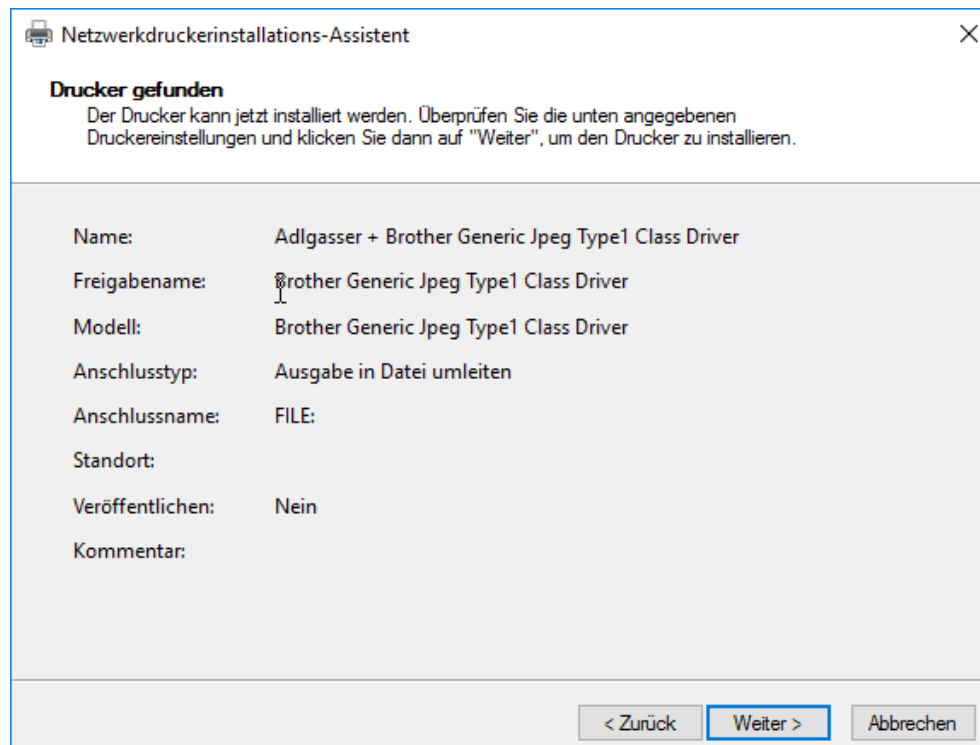 Netzwerkdruckerinstallations-Assistent
Drucker gefunden
Der Drucker kann jetzt installiert werden. Überprüfen Sie die unten angegebenen
Druckereinstellungen und klicken Sie dann auf "Weiter", um den Drucker zu installieren.
Name: Adlgasser + Brother Generic Jpeg Type1 Class Driver
Freigabename: Brother Generic Jpeg Type1 Class Driver
Modell: Brother Generic Jpeg Type1 Class Driver
Anschlusstyp: Ausgabe in Datei umleiten
Anschlussname: FILE:
Standort:
Veröffentlichen: Nein
Kommentar:
< Zurück Weiter > Abbrechen